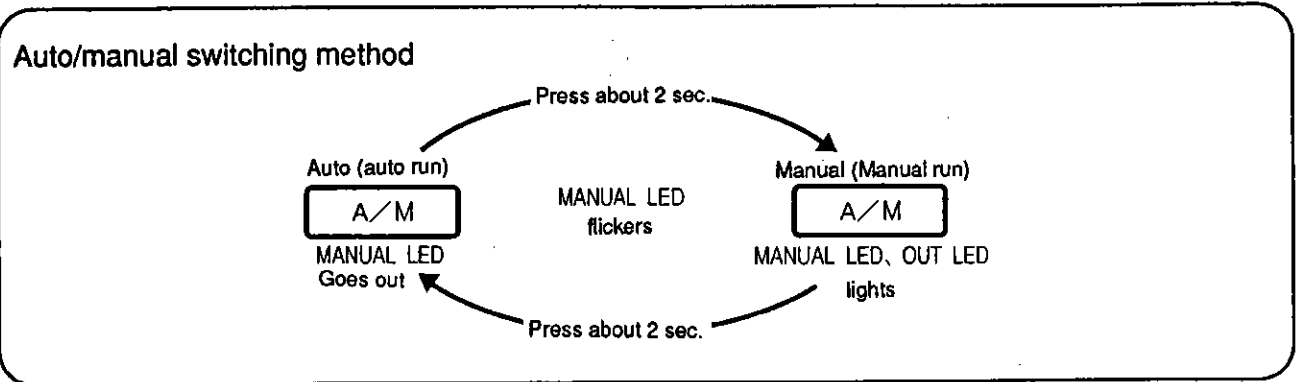 Auto/manual switching method
Press about 2 sec.
Auto (auto run)
A/M
MANUAL LED
Goes out
MANUAL LED
flickers
Manual (Manual run)
A/M
MANUAL LED、OUT LED
lights
Press about 2 sec.